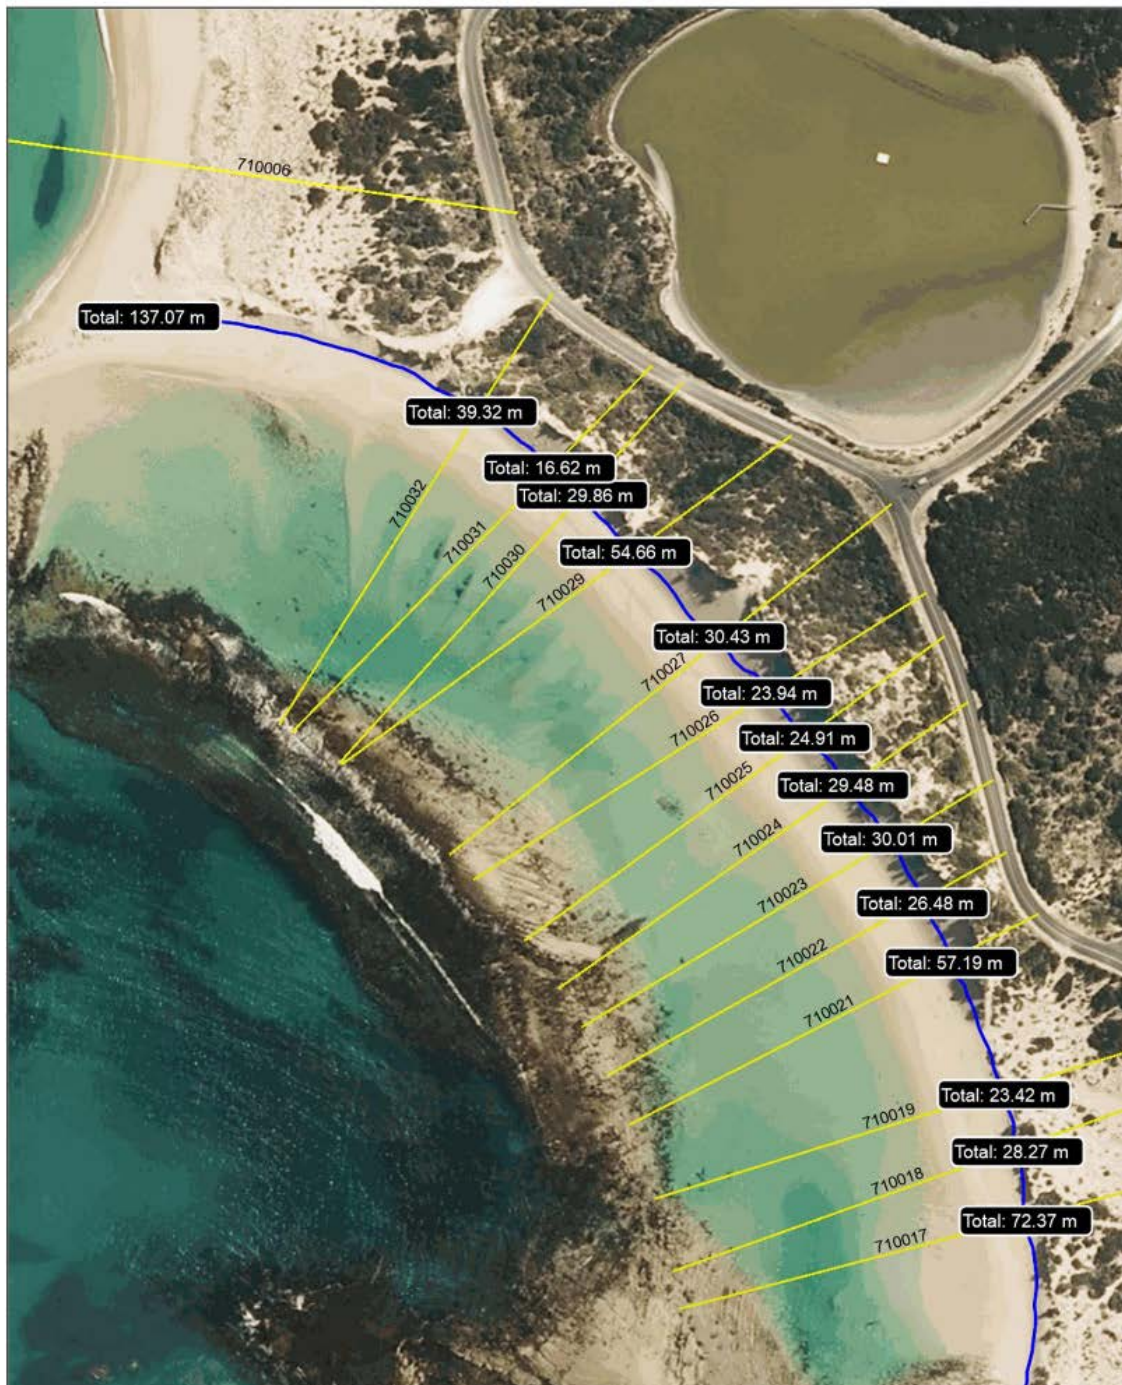 710006
Total: 137.07 m
Total: 39.32 m
Total: 16.62 m
Total: 29.86 m
710032
710031
710030
Total: 54.66 m
710029
Total: 30.43 m
710027
Total: 23.94 m
710026
Total: 24.91 m
710025
Total: 29.48 m
710024
Total: 30.01 m
710023
Total: 26.48 m
710022
Total: 57.19 m
710021
Total: 23.42 m
710019
Total: 28.27 m
710018
Total: 72.37 m
710017